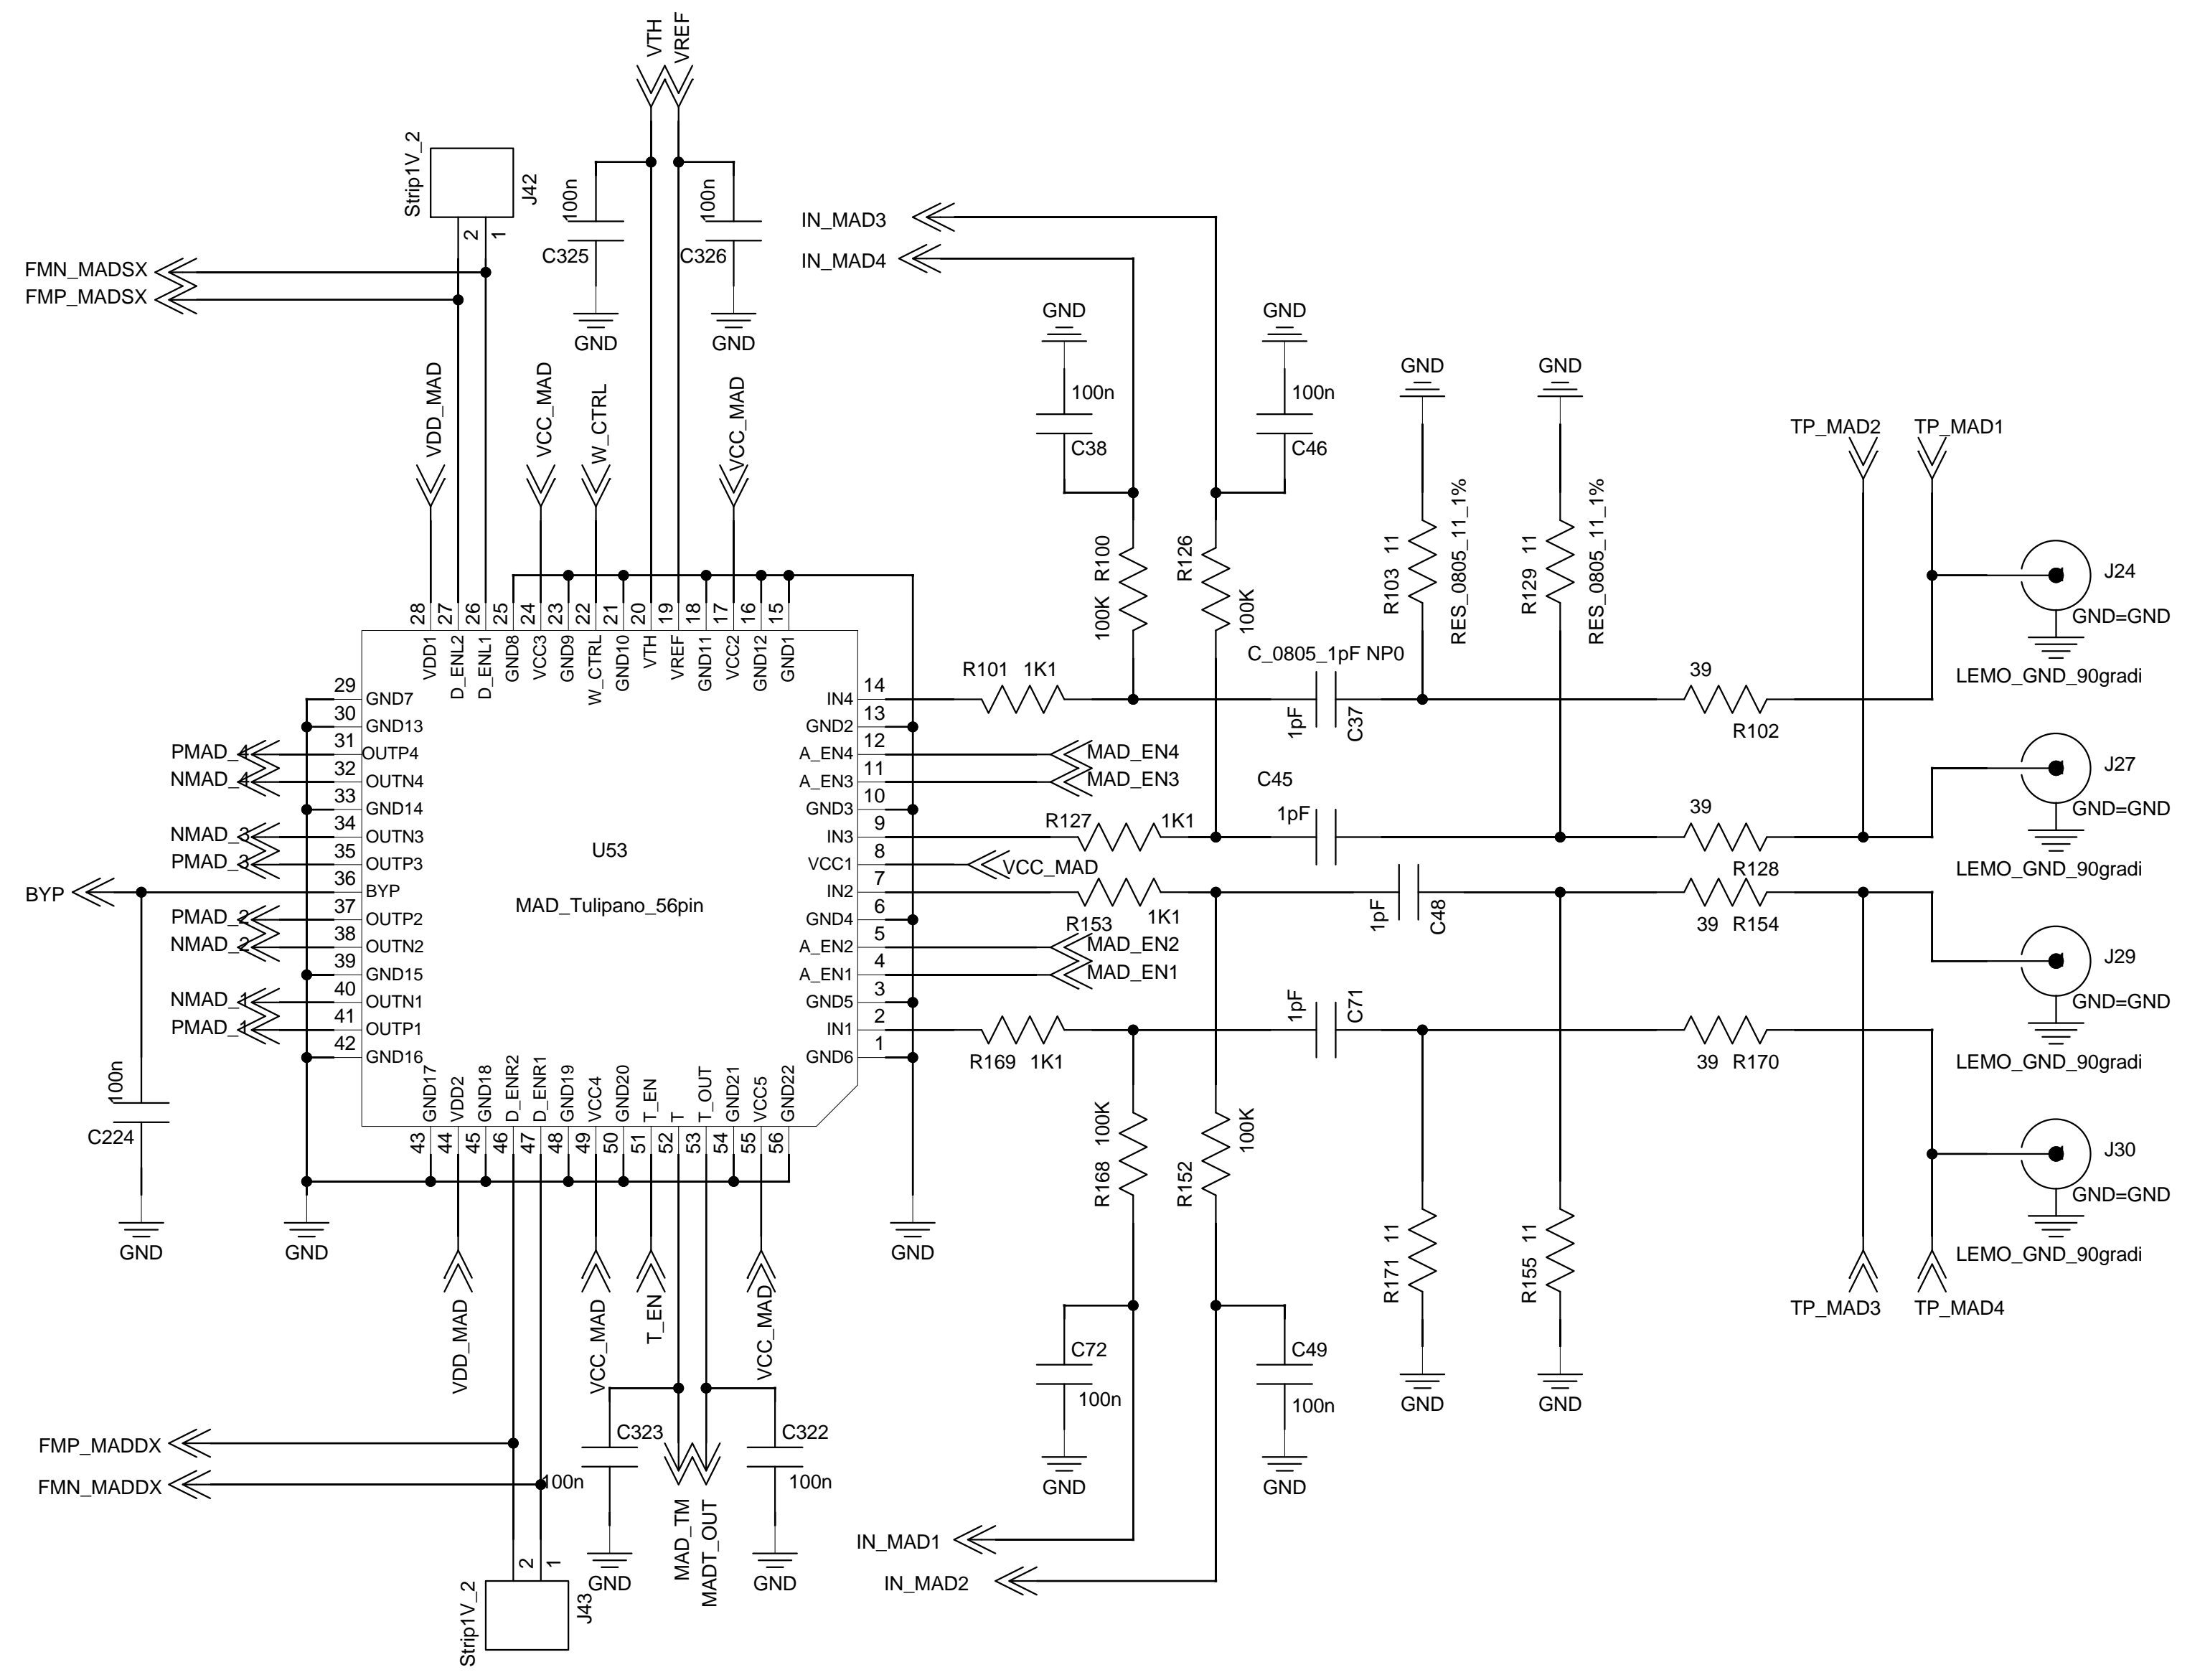 VTH
VREF
Strip1V_2
J42
2
1
100n
C325
GND
100n
C326
GND
IN_MAD3
IN_MAD4
FMN_MADSX
FMP_MADSX
VDD_MAD
VCC_MAD
W_CTRL
VCC_MAD
GND
100n
C38
GND
100n
C46
GND
GND
R100
100K
R126
100K
R103 11
RES_0805_11_1%
R129 11
RES_0805_11_1%
TP_MAD2
TP_MAD1
J24
GND=GND
LEMO_GND_90gradi
J27
GND=GND
LEMO_GND_90gradi
J29
GND=GND
LEMO_GND_90gradi
J30
GND=GND
LEMO_GND_90gradi
28
27
26
25
24
23
22
21
20
19
18
17
16
15
VDD1
D_ENL2
D_ENL1
GND8
VCC3
GND9
W_CTRL
GND10
VTH
VREF
GND11
VCC2
GND12
GND1
29 GND7
30 GND13
31 OUTP4
32 OUTN4
33 GND14
34 OUTN3
35 OUTP3
36 BYP
37 OUTP2
38 OUTN2
39 GND15
40 OUTN1
41 OUTP1
42 GND16
PMAD_4
NMAD_4
NMAD_3
PMAD_3
BYP
PMAD_2
NMAD_2
NMAD_1
PMAD_1
U53
MAD_Tulipano_56pin
IN4 14
GND2 13
A_EN4 12
A_EN3 11
GND3 10
IN3 9
VCC1 8
IN2 7
GND4 6
A_EN2 5
A_EN1 4
GND5 3
IN1 2
GND6 1
R101 1K1
C_0805_1pF NP0
1pF
C37
39
R102
MAD_EN4
MAD_EN3
C45
1pF
R127
1K1
39
R128
VCC_MAD
R153
1K1
1pF
C48
39 R154
MAD_EN2
MAD_EN1
1pF
C71
R169 1K1
39 R170
GND17
VDD2
GND18
D_ENR2
D_ENR1
GND19
VCC4
GND20
T_EN
T
T_OUT
GND21
VCC5
GND22
43
44
45
46
47
48
49
50
51
52
53
54
55
56
100n
C224
GND
GND
GND
R168 100K
R152
100K
R171 11
R155 11
TP_MAD3
TP_MAD4
VDD_MAD
VCC_MAD
T_EN
VCC_MAD
C72
100n
GND
C49
100n
GND
GND
GND
FMP_MADDX
FMN_MADDX
C323
100n
GND
C322
100n
GND
MAD_TM
MADT_OUT
IN_MAD1
IN_MAD2
2
1
Strip1V_2
J43